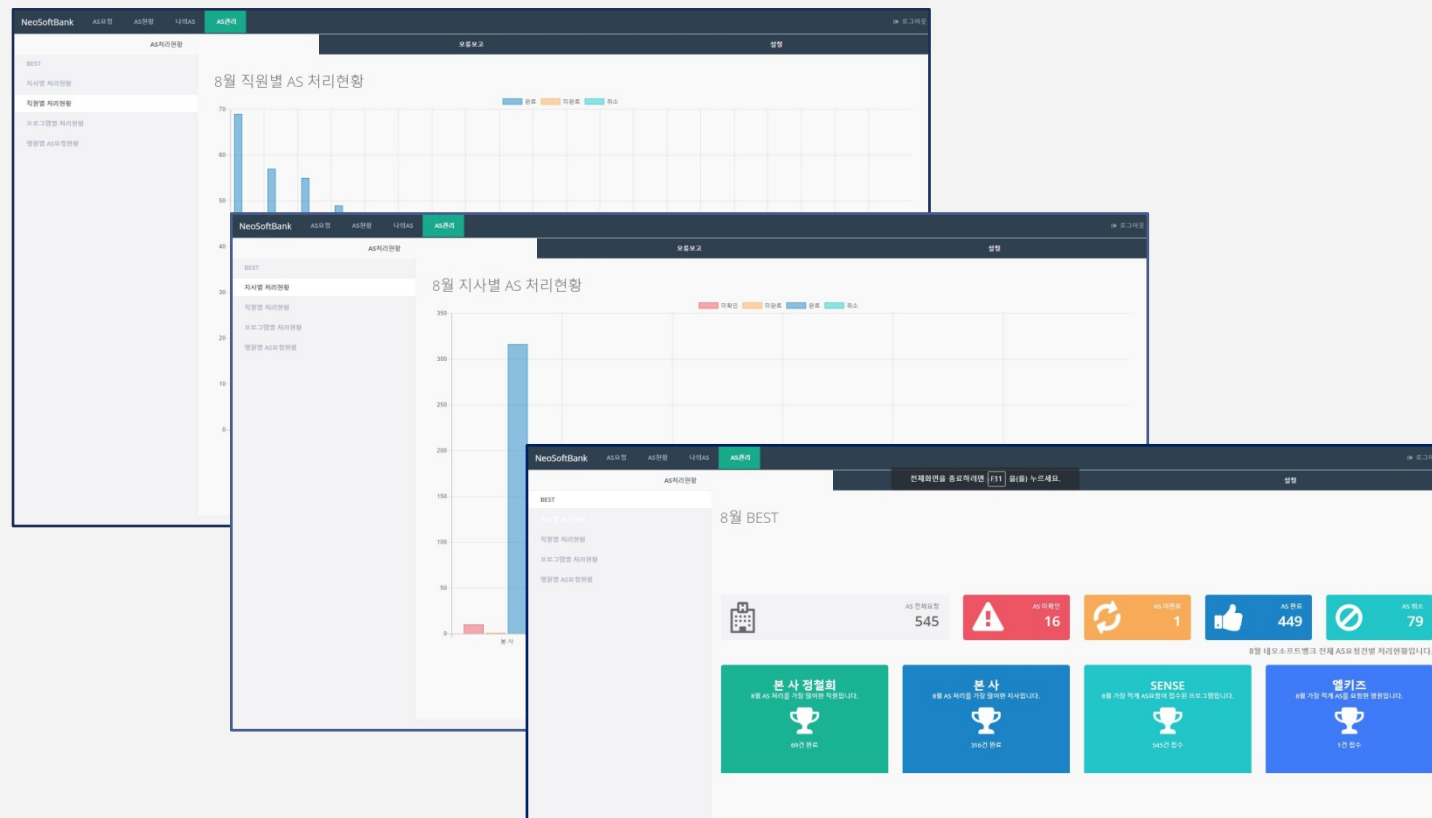 NeoSoftBank AS요청 AS현황 나의AS AS관리 로그아웃
AS처리현황 오류보고 설정
BEST
지사별 처리현황
직원별 처리현황
프로그램별 처리현황
병원별 AS요청현황
8월 직원별 AS 처리현황
완료 미완료 취소
70
60
50
40
30
20
10
0
NeoSoftBank AS요청 AS현황 나의AS AS관리 로그아웃
AS처리현황 오류보고 설정
BEST
지사별 처리현황
직원별 처리현황
프로그램별 처리현황
병원별 AS요청현황
8월 지사별 AS 처리현황
미확인 미완료 완료 취소
350
300
250
200
150
100
50
0
본 사
NeoSoftBank AS요청 AS현황 나의AS AS관리
AS처리현황 설정
전체화면을 종료하려면 F11 을(를) 누르세요.
BEST
지사별 처리현황
직원별 처리현황
프로그램별 처리현황
병원별 AS요청현황
8월 BEST
AS 전체요청
545
AS 미확인
16
AS 미완료
1
AS 완료
449
AS 취소
79
8월 네오소프트뱅크 전체 AS요청건별 처리현황입니다.
본 사 정철희
8월 AS 처리를 가장 많이한 직원입니다.
69건 완료
본 사
8월 AS 처리를 가장 많이한 지사입니다.
316건 완료
SENSE
8월 가장 적게 AS요청이 접수된 프로그램입니다.
545건 접수
엘키즈
8월 가장 적게 AS를 요청한 병원입니다.
1건 접수